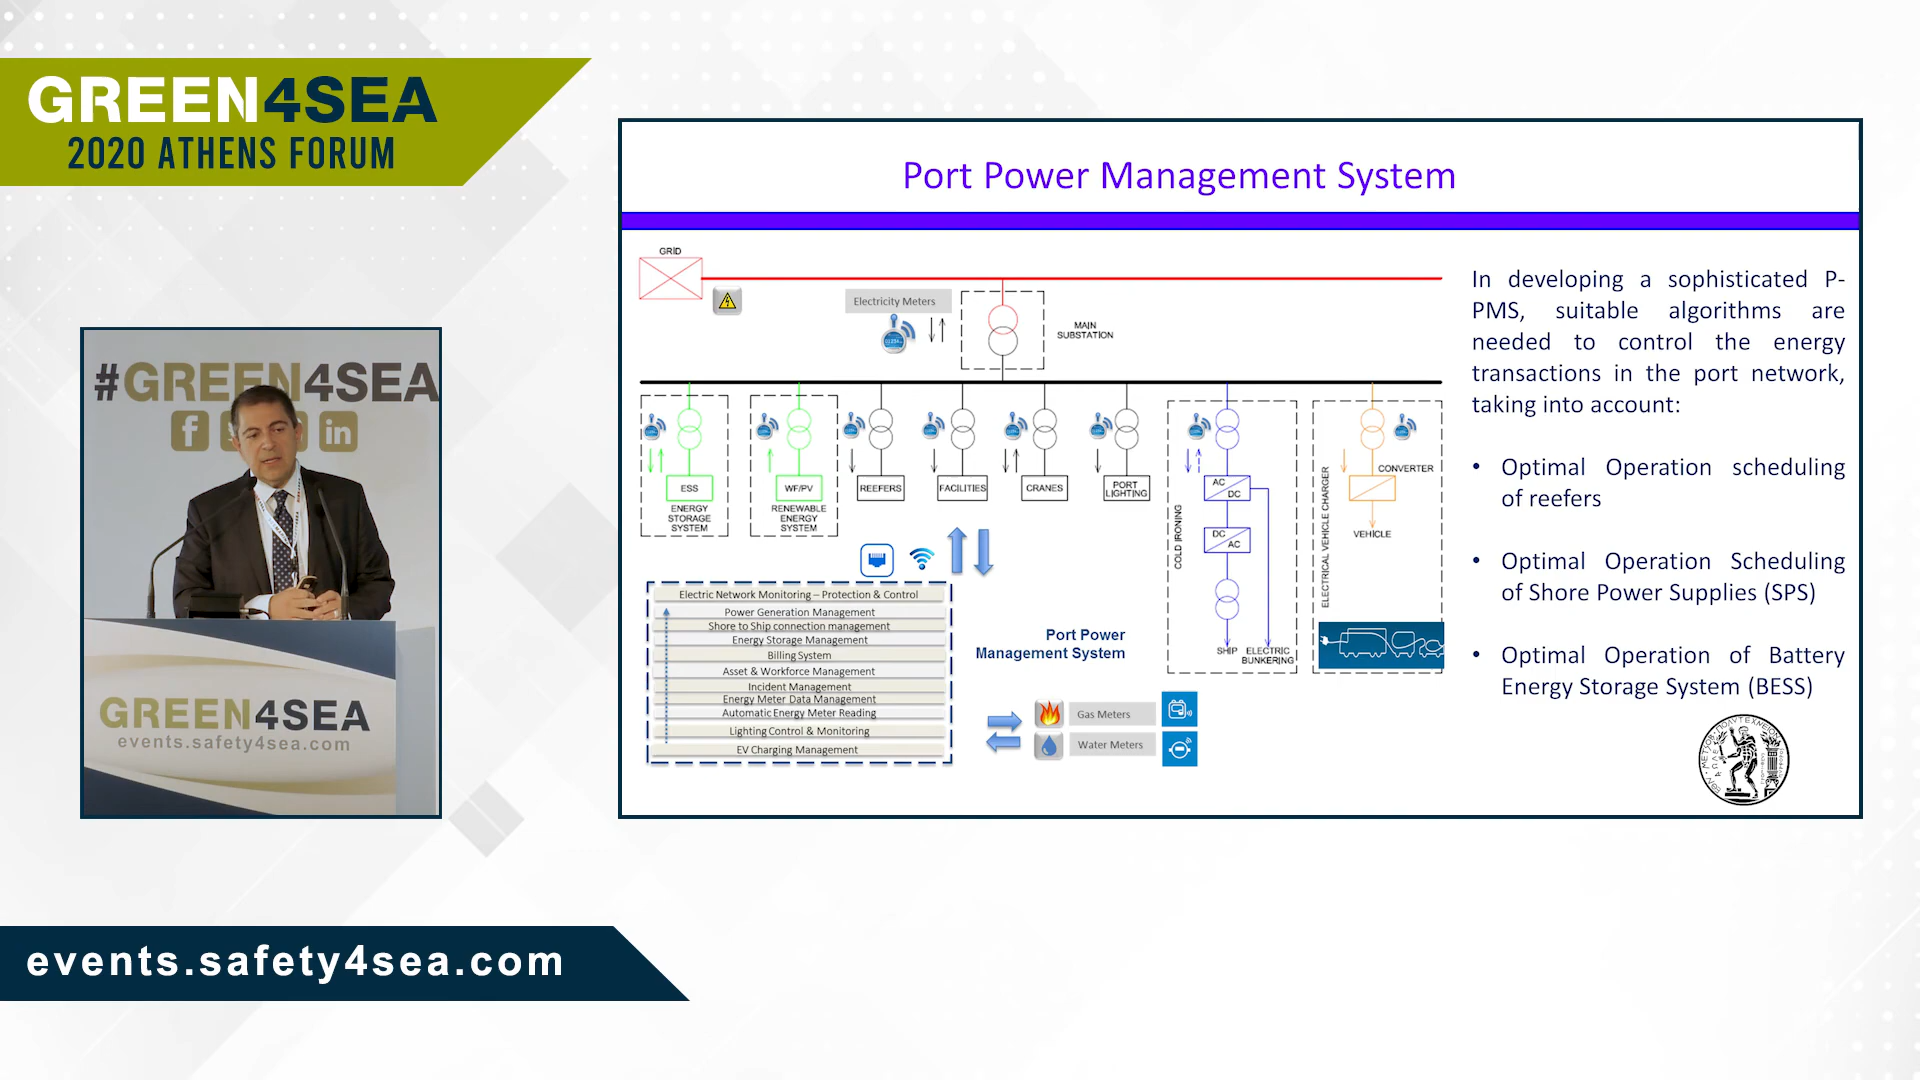 GREEN4SEA
2020 ATHENS FORUM
#GREEN4SEA
in
GREEN4SEA
events.safety4sea.com
events.safety4sea.com
Port Power Management System
GRID
Electricity Meters
MAIN
SUBSTATION
ESS
ENERGY
STORAGE
SYSTEM
WF/PV
RENEWABLE
ENERGY
SYSTEM
REEFERS
FACILITIES
CRANES
PORT
LIGHTING
COLD IRONING
AC
DC
DC
AC
SHIP
ELECTRIC
BUNKERING
ELECTRICAL VEHICLE CHARGER
CONVERTER
VEHICLE
Electric Network Monitoring – Protection & Control
Power Generation Management
Shore to Ship connection management
Energy Storage Management
Billing System
Asset & Workforce Management
Incident Management
Energy Meter Data Management
Automatic Energy Meter Reading
Lighting Control & Monitoring
EV Charging Management
Port Power
Management System
Gas Meters
Water Meters
In developing a sophisticated P-
PMS, suitable algorithms are
needed to control the energy
transactions in the port network,
taking into account:
• Optimal Operation scheduling
of reefers
• Optimal Operation Scheduling
of Shore Power Supplies (SPS)
• Optimal Operation of Battery
Energy Storage System (BESS)